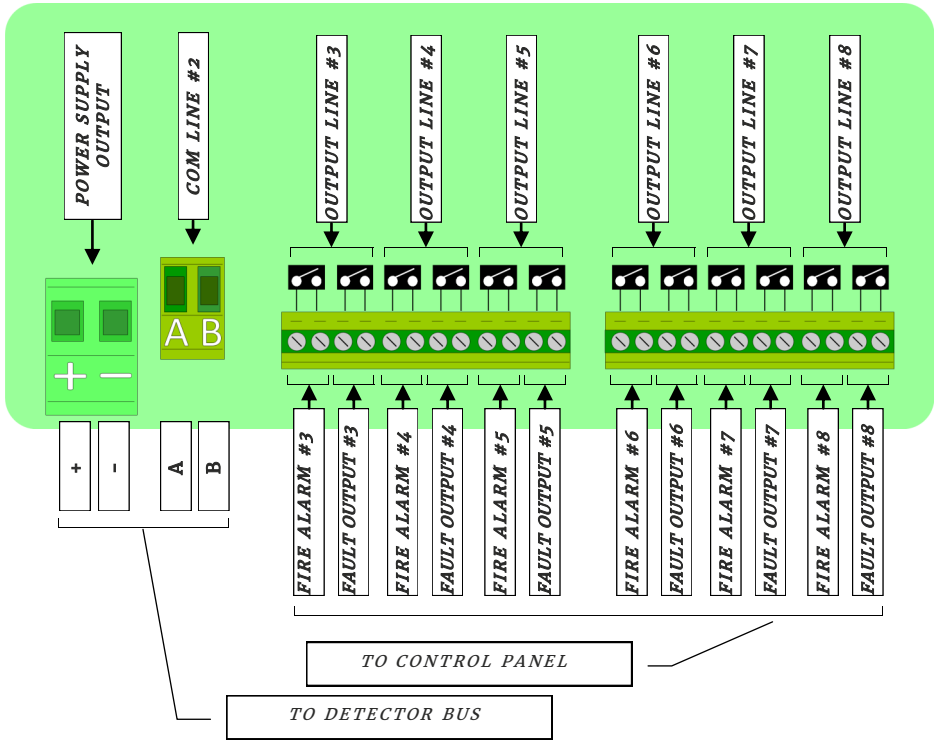 POWER SUPPLY
OUTPUT
COM LINE #2
OUTPUT LINE #3
OUTPUT LINE #4
OUTPUT LINE #5
OUTPUT LINE #6
OUTPUT LINE #7
OUTPUT LINE #8
A B
+ −
+
-
A
B
FIRE ALARM #3
FAULT OUTPUT #3
FIRE ALARM #4
FAULT OUTPUT #4
FIRE ALARM #5
FAULT OUTPUT #5
FIRE ALARM #6
FAULT OUTPUT #6
FIRE ALARM #7
FAULT OUTPUT #7
FIRE ALARM #8
FAULT OUTPUT #8
TO CONTROL PANEL
TO DETECTOR BUS